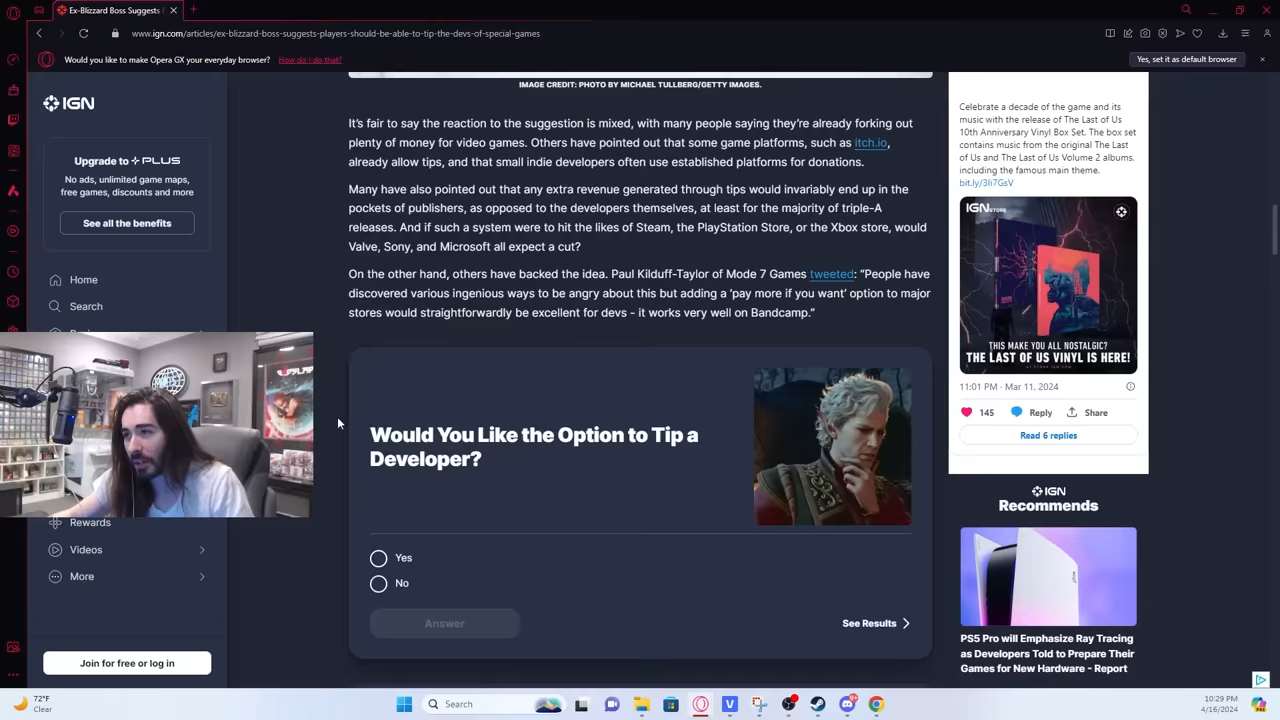 Ex-Blizzard Boss Suggests
www.ign.com/articles/ex-blizzard-boss-suggests-players-should-be-able-to-tip-the-devs-of-special-games
Would you like to make Opera GX your everyday browser? How do I do that?
Yes, set it as default browser
IGN
Upgrade to PLUS
No ads, unlimited game maps,
free games, discounts and more
See all the benefits
Home
Search
Rewards
Videos
More
Join for free or log in
IMAGE CREDIT: PHOTO BY MICHAEL TULLBERG/GETTY IMAGES.
It’s fair to say the reaction to the suggestion is mixed, with many people saying they’re already forking out
plenty of money for video games. Others have pointed out that some game platforms, such as itch.io,
already allow tips, and that small indie developers often use established platforms for donations.
Many have also pointed out that any extra revenue generated through tips would invariably end up in the
pockets of publishers, as opposed to the developers themselves, at least for the majority of triple-A
releases. And if such a system were to hit the likes of Steam, the PlayStation Store, or the Xbox store, would
Valve, Sony, and Microsoft all expect a cut?
On the other hand, others have backed the idea. Paul Kilduff-Taylor of Mode 7 Games tweeted: “People have
discovered various ingenious ways to be angry about this but adding a ‘pay more if you want’ option to major
stores would straightforwardly be excellent for devs - it works very well on Bandcamp.”
Would You Like the Option to Tip a
Developer?
Yes
No
Answer
See Results
Celebrate a decade of the game and its
music with the release of The Last of Us
10th Anniversary Vinyl Box Set. The box set
contains music from the original The Last
of Us and The Last of Us Volume 2 albums,
including the famous main theme.
bit.ly/3Ii7GsV
IGN STORE
THIS MAKE YOU ALL NOSTALGIC?
THE LAST OF US VINYL IS HERE!
11:01 PM · Mar 11, 2024
145 Reply Share
Read 6 replies
IGN
Recommends
PS5 Pro will Emphasize Ray Tracing
as Developers Told to Prepare Their
Games for New Hardware - Report
72°F
Clear
Search
10:29 PM
4/16/2024